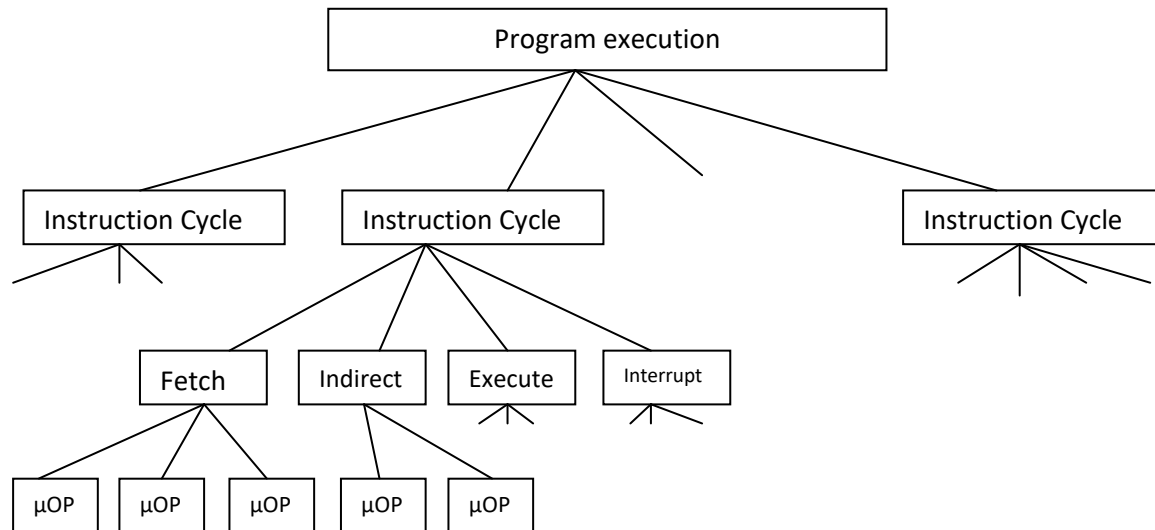 Program execution
Instruction Cycle
Instruction Cycle
Instruction Cycle
Fetch
Indirect
Execute
Interrupt
μOP
μOP
μOP
μOP
μOP